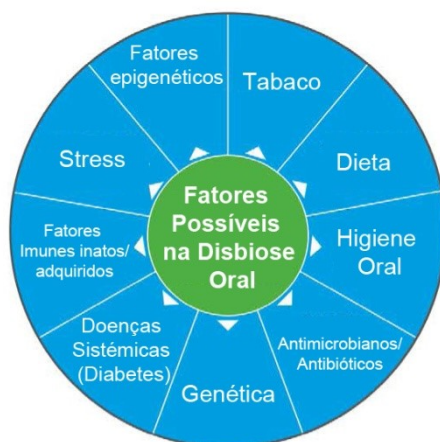 Fatores
Possíveis
na Disbiose
Oral
Fatores
epigenéticos
Tabaco
Dieta
Higiene
Oral
Antimicrobianos/
Antibióticos
Genética
Doenças
Sistémicas
(Diabetes)
Fatores
Imunes inatos/
adquiridos
Stress